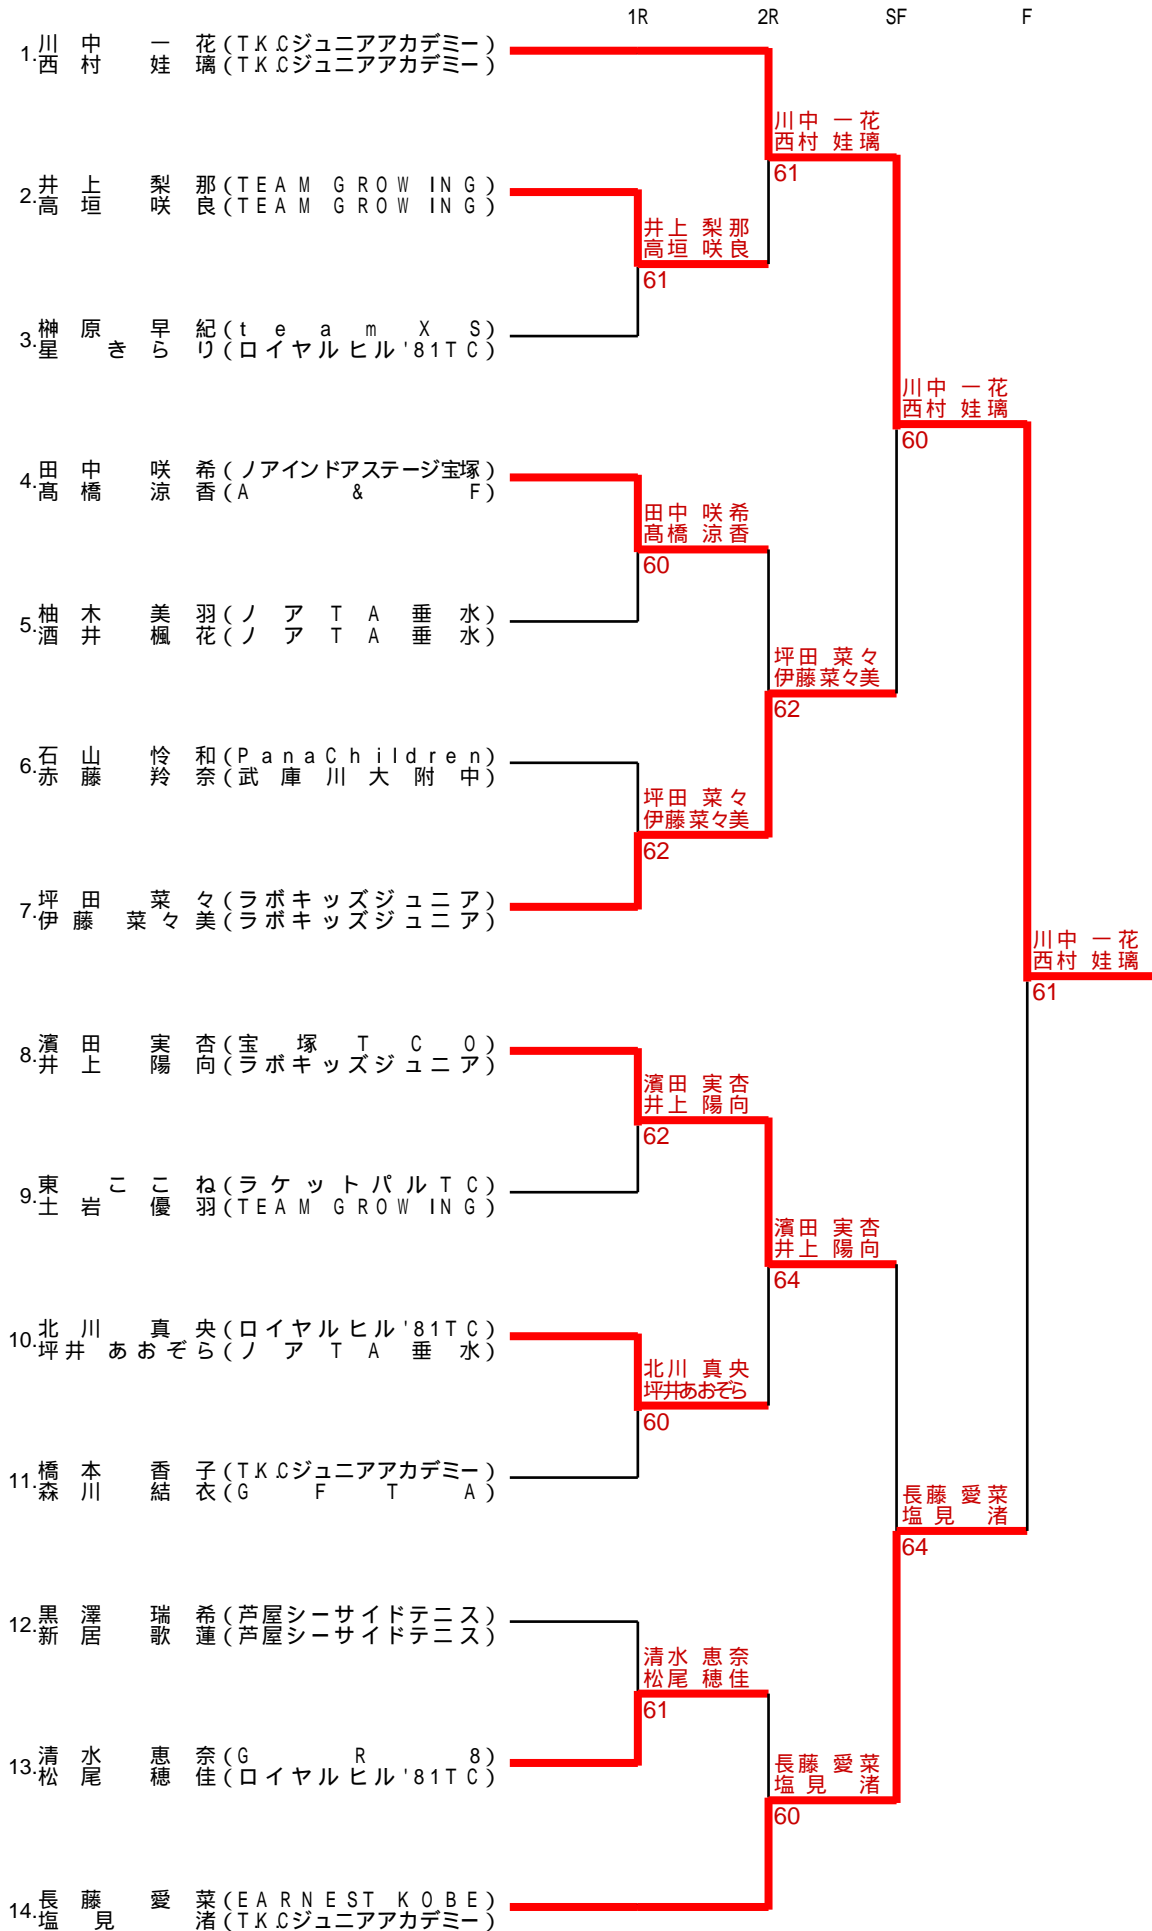 1R 2R SF F
1. 川中 一花(T.K.Cジュニアアカデミー)
西村 娃璃(T.K.Cジュニアアカデミー)
川中 一花
西村 娃璃
61
2. 井上 梨那(TEAM GROWING)
高垣 咲良(TEAM GROWING)
井上 梨那
高垣 咲良
61
3. 榊原 早紀(team XS)
星 きらり(ロイヤルヒル'81TC)
川中 一花
西村 娃璃
60
4. 田中 咲希(ノアインドアステージ宝塚)
髙橋 涼香(A&F)
田中 咲希
髙橋 涼香
60
5. 柚木 美羽(ノアTA垂水)
酒井 楓花(ノアTA垂水)
坪田 菜々
伊藤菜々美
62
6. 石山 怜和(PanaChildren)
赤藤 羚奈(武庫川大附中)
坪田 菜々
伊藤菜々美
62
7. 坪田 菜々(ラボキッズジュニア)
伊藤 菜々美(ラボキッズジュニア)
川中 一花
西村 娃璃
61
8. 濱田 実杏(宝塚TCO)
井上 陽向(ラボキッズジュニア)
濱田 実杏
井上 陽向
62
9. 東 ここね(ラケットパルTC)
土岩 優羽(TEAM GROWING)
濱田 実杏
井上 陽向
64
10. 北川 真央(ロイヤルヒル'81TC)
坪井 あおぞら(ノアTA垂水)
北川 真央
坪井あおぞら
60
11. 橋本 香子(T.K.Cジュニアアカデミー)
森川 結衣(GFTA)
長藤 愛菜
塩見 渚
64
12. 黒澤 瑞希(芦屋シーサイドテニス)
新居 歌蓮(芦屋シーサイドテニス)
清水 恵奈
松尾 穂佳
61
13. 清水 恵奈(GR8)
松尾 穂佳(ロイヤルヒル'81TC)
長藤 愛菜
塩見 渚
60
14. 長藤 愛菜(EARNEST KOBE)
塩見 渚(T.K.Cジュニアアカデミー)